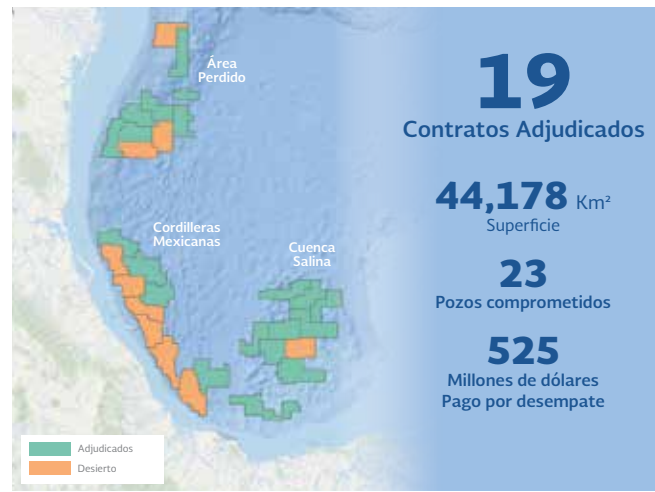 Área
Perdido
Cordilleras
Mexicanas
Cuenca
Salina
Adjudicados
Desierto
19
Contratos Adjudicados
44,178 Km²
Superficie
23
Pozos comprometidos
525
Millones de dólares
Pago por desempate